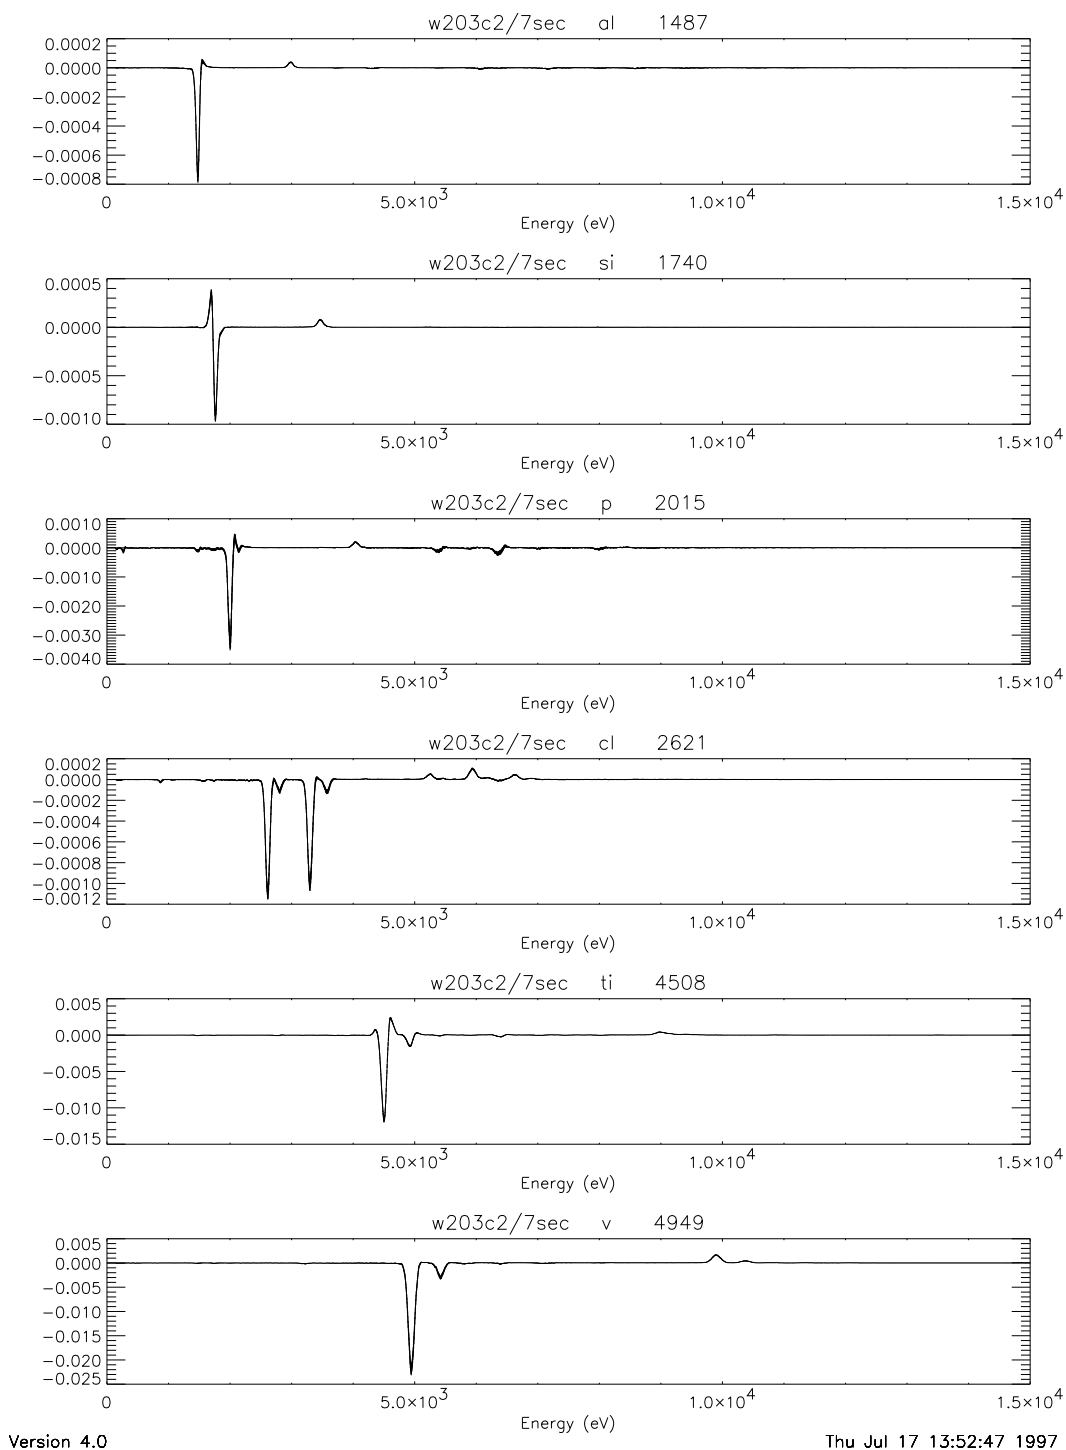 w203c2/7sec al 1487
0.0002
0.0000
−0.0002
−0.0004
−0.0006
−0.0008
0 5.0×10³ 1.0×10⁴ 1.5×10⁴
Energy (eV)
w203c2/7sec si 1740
0.0005
0.0000
−0.0005
−0.0010
0 5.0×10³ 1.0×10⁴ 1.5×10⁴
Energy (eV)
w203c2/7sec p 2015
0.0010
0.0000
−0.0010
−0.0020
−0.0030
−0.0040
0 5.0×10³ 1.0×10⁴ 1.5×10⁴
Energy (eV)
w203c2/7sec cl 2621
0.0002
0.0000
−0.0002
−0.0004
−0.0006
−0.0008
−0.0010
−0.0012
0 5.0×10³ 1.0×10⁴ 1.5×10⁴
Energy (eV)
w203c2/7sec ti 4508
0.005
0.000
−0.005
−0.010
−0.015
0 5.0×10³ 1.0×10⁴ 1.5×10⁴
Energy (eV)
w203c2/7sec v 4949
0.005
0.000
−0.005
−0.010
−0.015
−0.020
−0.025
0 5.0×10³ 1.0×10⁴ 1.5×10⁴
Energy (eV)
Version 4.0 Thu Jul 17 13:52:47 1997